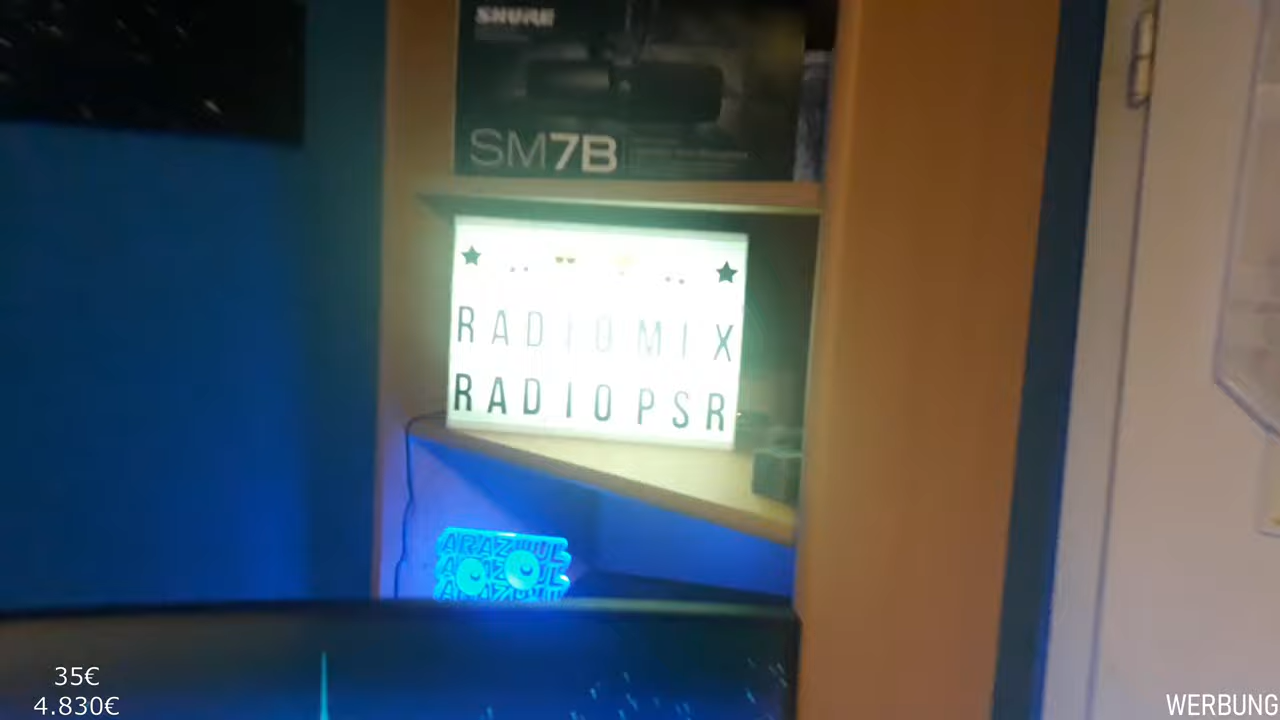 SHURE
SM7B
RADIOMIX
RADIOPSR
35€
4.830€
WERBUNG